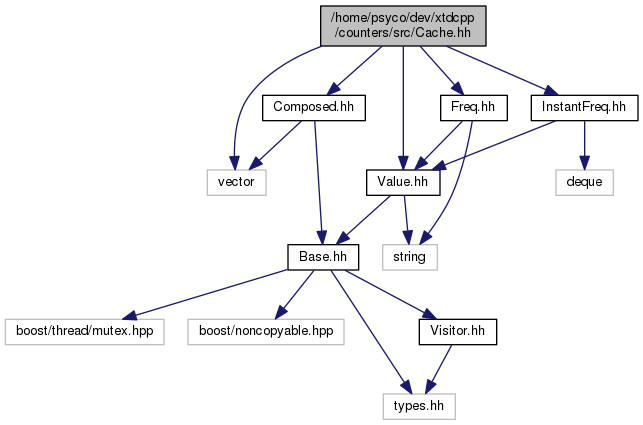 /home/psyco/dev/xtdcpp
/counters/src/Cache.hh
Composed.hh
Freq.hh
InstantFreq.hh
vector
Value.hh
deque
string
Base.hh
boost/thread/mutex.hpp
boost/noncopyable.hpp
Visitor.hh
types.hh